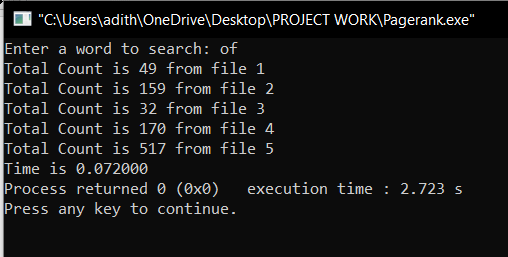 "C:\Users\adith\OneDrive\Desktop\PROJECT WORK\Pagerank.exe"
Enter a word to search: of
Total Count is 49 from file 1
Total Count is 159 from file 2
Total Count is 32 from file 3
Total Count is 170 from file 4
Total Count is 517 from file 5
Time is 0.072000
Process returned 0 (0x0)   execution time : 2.723 s
Press any key to continue.